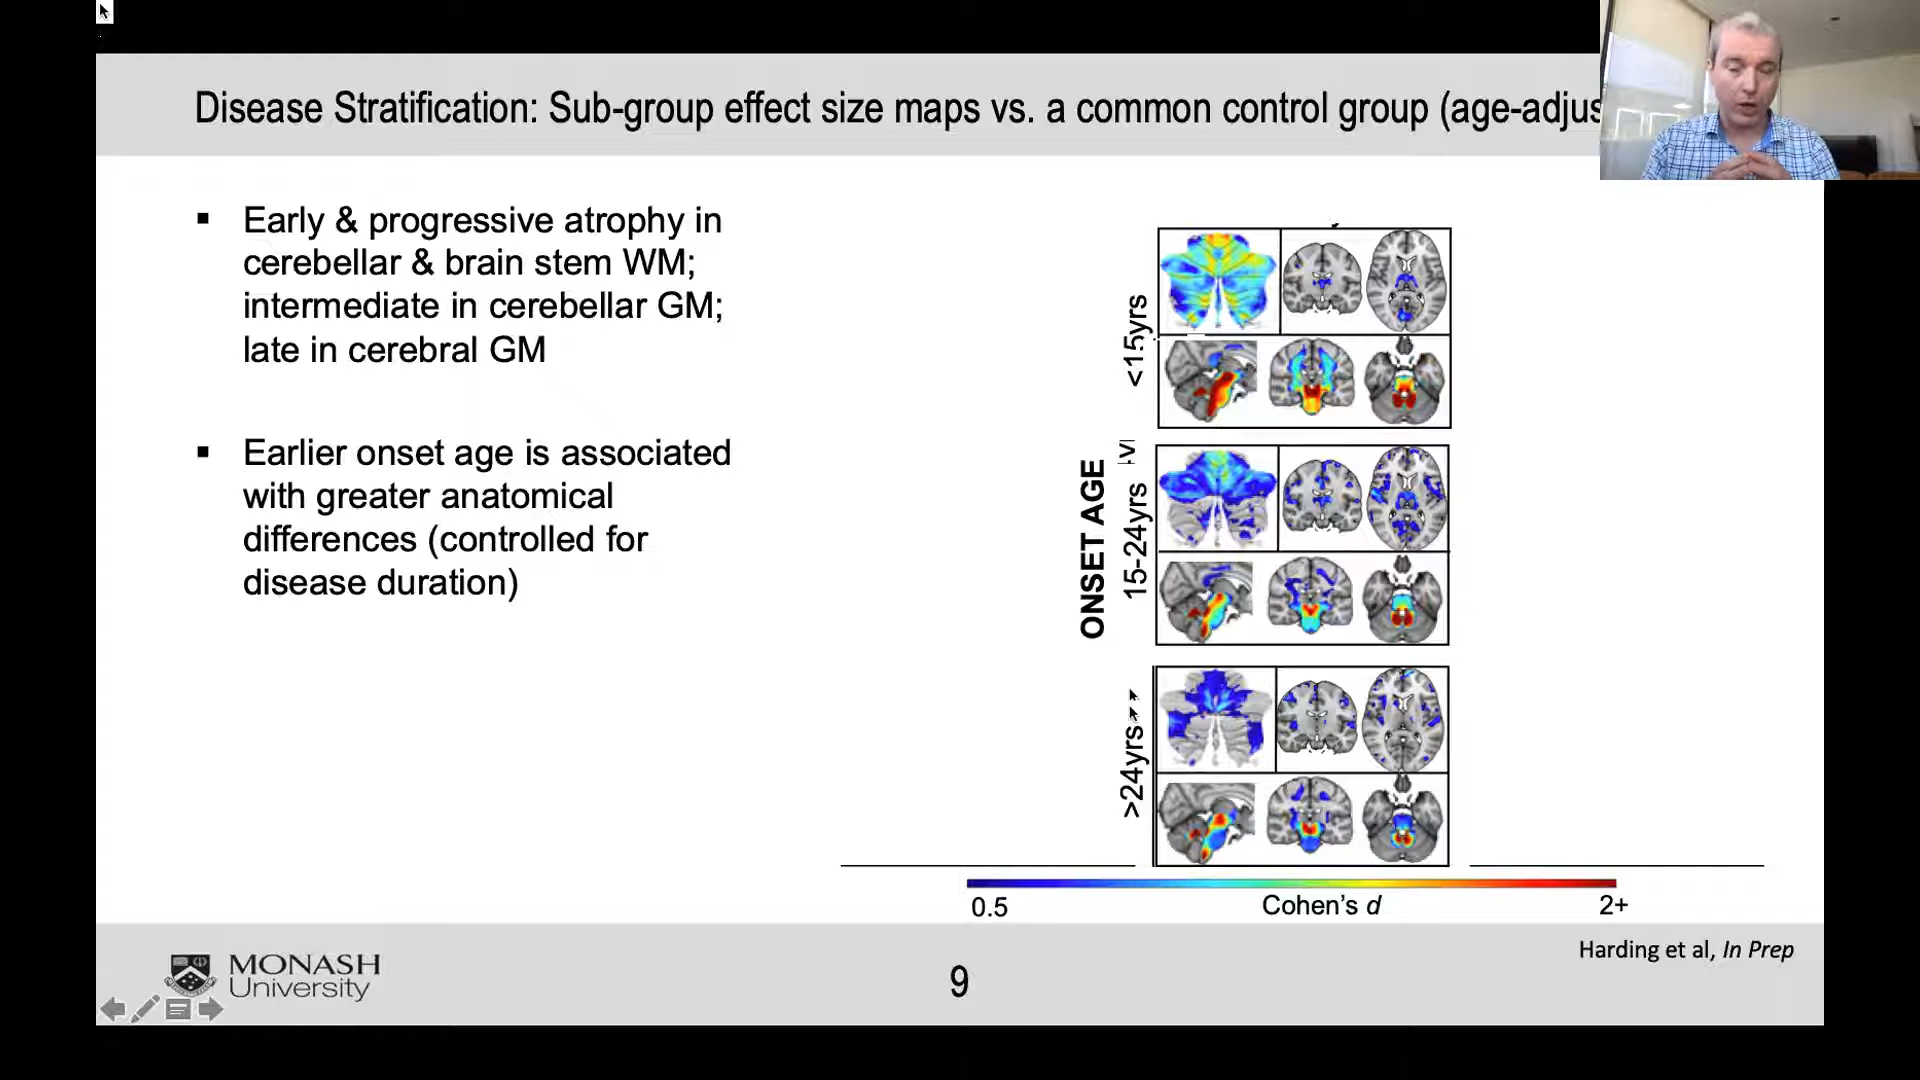 Disease Stratification: Sub-group effect size maps vs. a common control group (age-adjus
▪ Early & progressive atrophy in
cerebellar & brain stem WM;
intermediate in cerebellar GM;
late in cerebral GM
▪ Earlier onset age is associated
with greater anatomical
differences (controlled for
disease duration)
ONSET AGE
<15yrs
15-24yrs
>24yrs
0.5
Cohen's d
2+
Harding et al, In Prep
MONASH
University
9